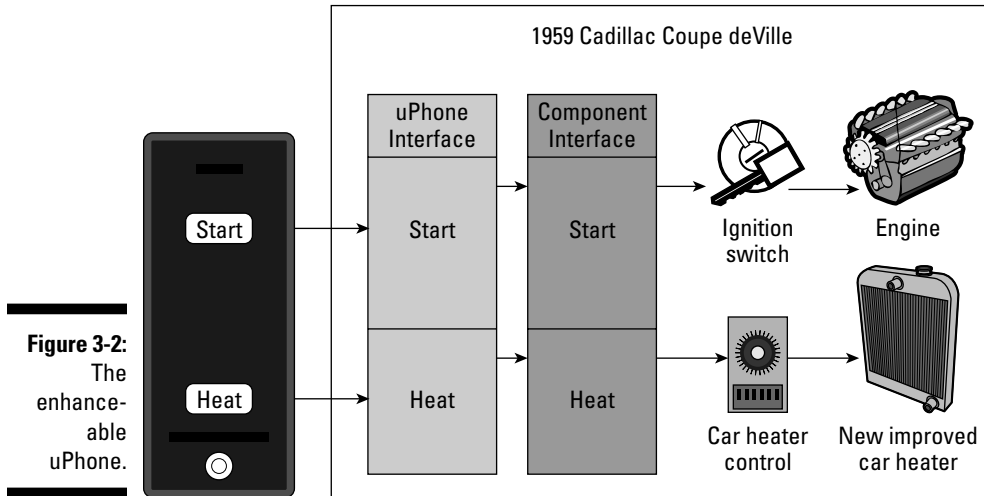 1959 Cadillac Coupe deVille
uPhone
Interface
Component
Interface
Start
Start
Start
Ignition
switch
Engine
Heat
Heat
Heat
Car heater
control
New improved
car heater
Figure 3-2:
The
enhance-
able
uPhone.